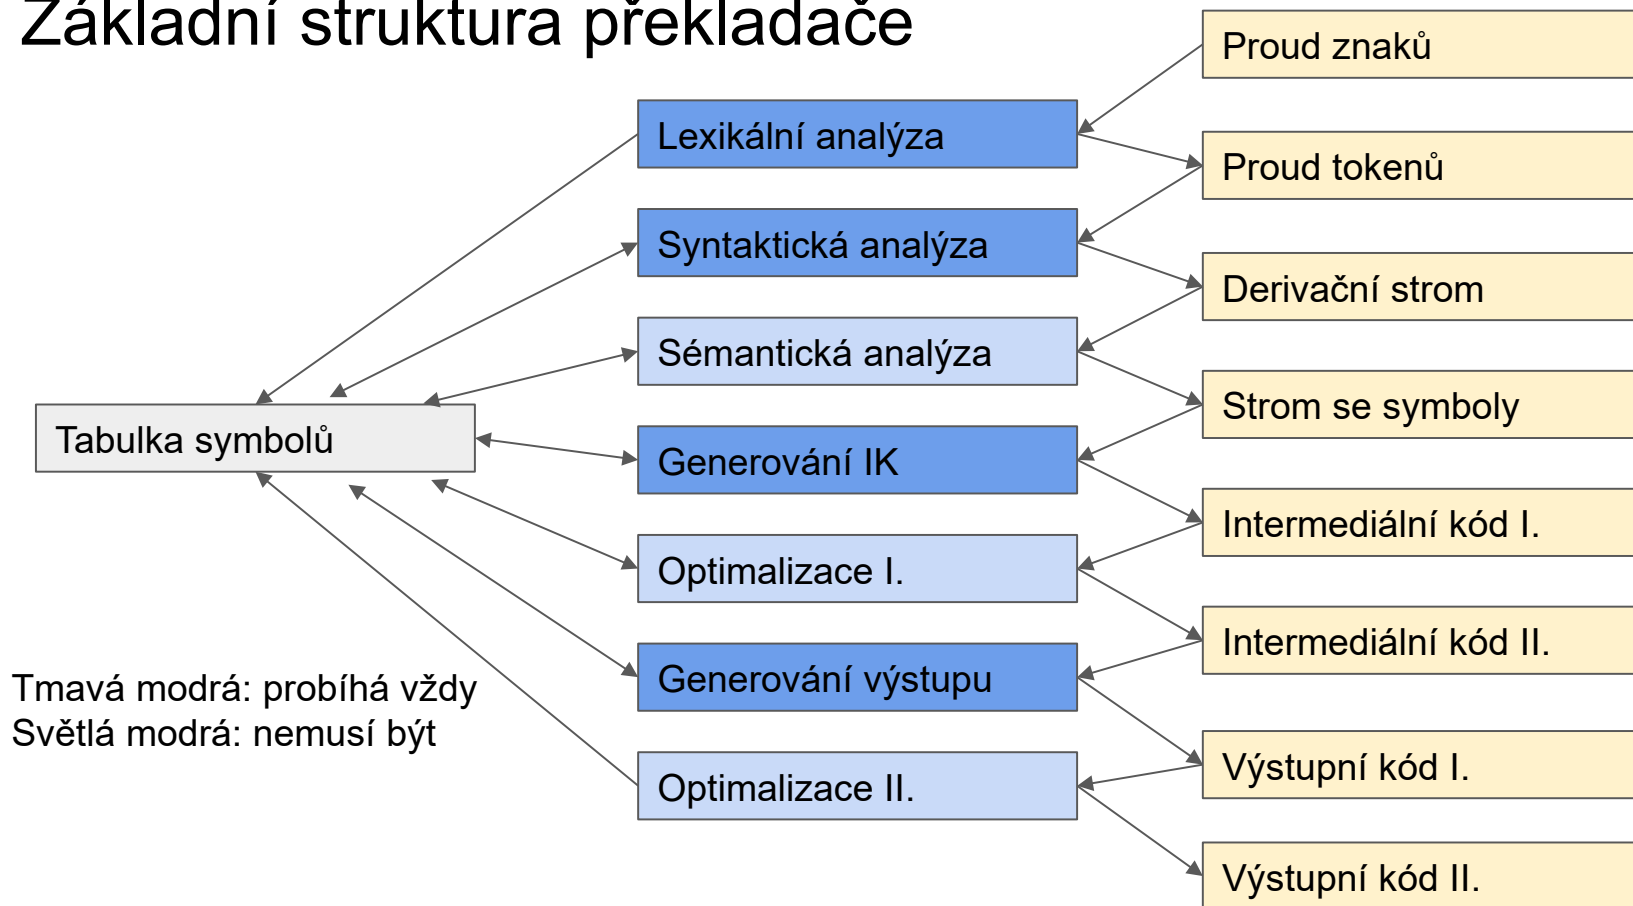 Základní struktura překladače
Proud znaků
Lexikální analýza
Proud tokenů
Syntaktická analýza
Derivační strom
Sémantická analýza
Strom se symboly
Tabulka symbolů
Generování IK
Intermediální kód I.
Optimalizace I.
Intermediální kód II.
Generování výstupu
Tmavá modrá: probíhá vždy
Světlá modrá: nemusí být
Výstupní kód I.
Optimalizace II.
Výstupní kód II.